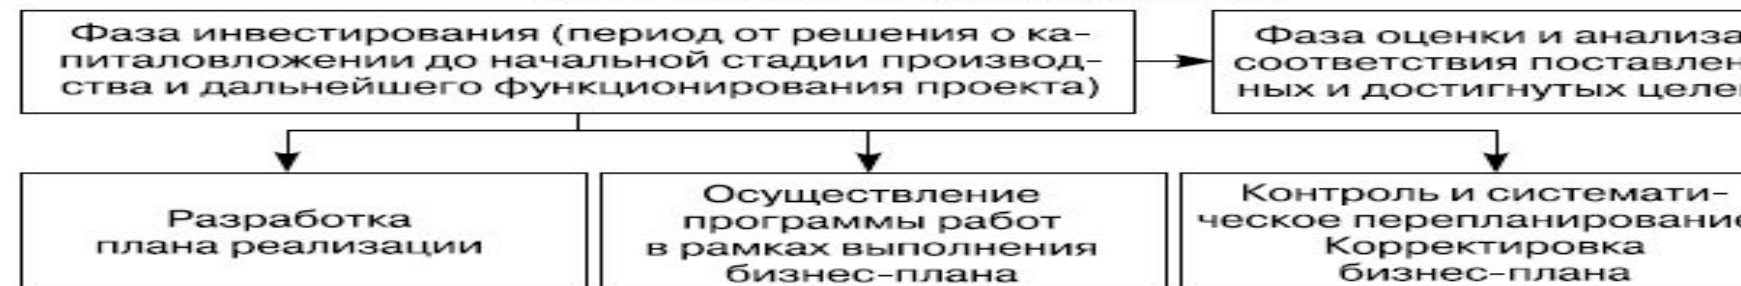 Фаза инвестирования (период от решения о ка-
питаловложении до начальной стадии производ-
ства и дальнейшего функционирования проекта)
Фаза оценки и анализа
соответствия поставлен-
ных и достигнутых целей
Разработка
плана реализации
Осуществление
программы работ
в рамках выполнения
бизнес-плана
Контроль и системати-
ческое перепланирование
Корректировка
бизнес-плана